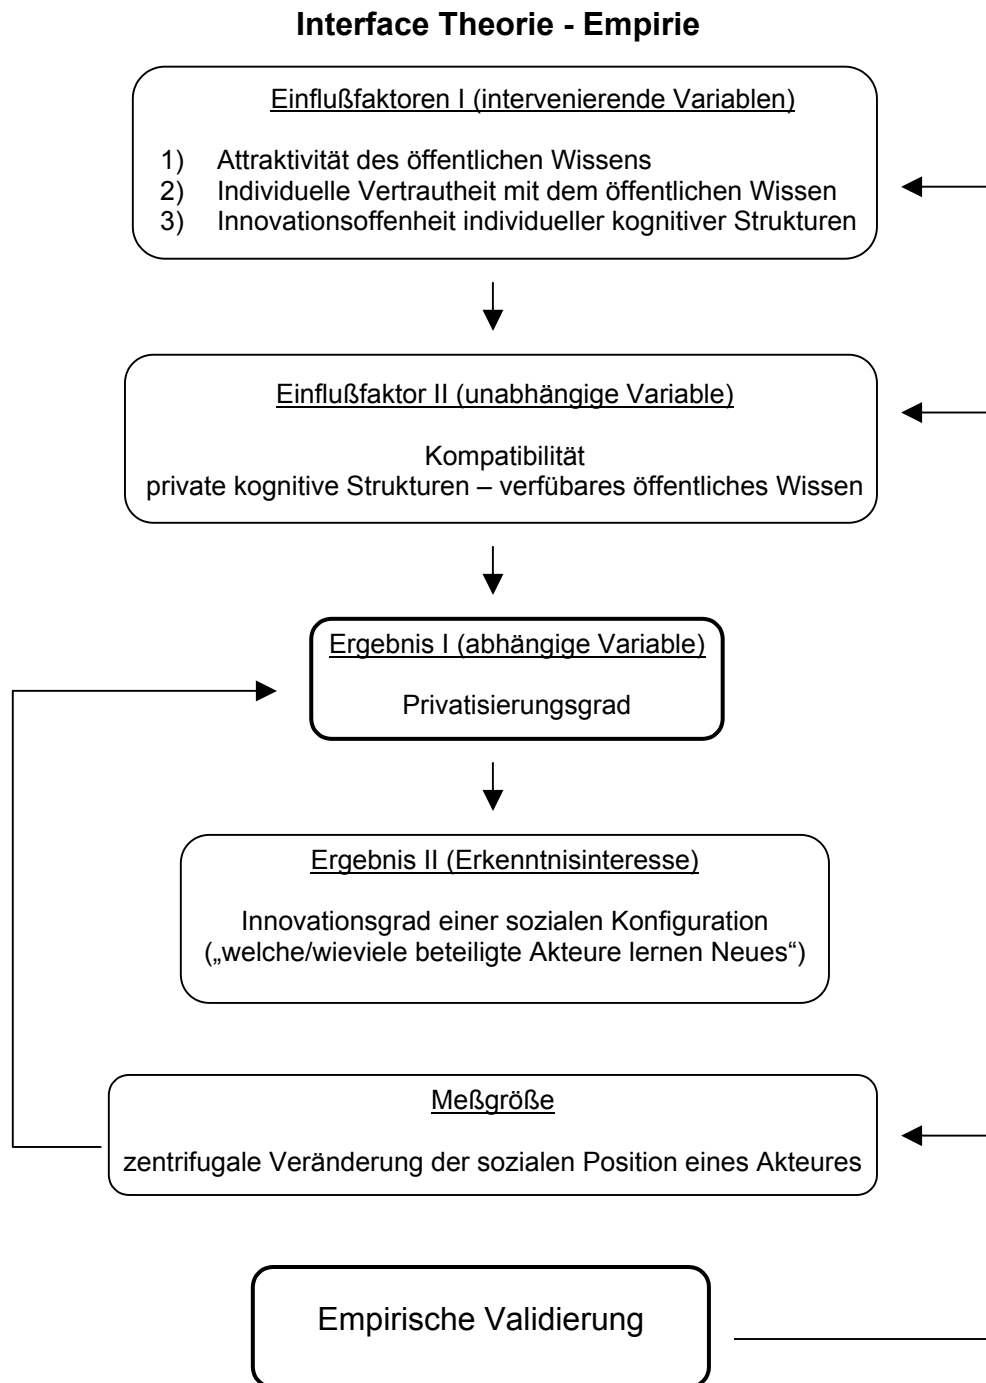 Interface Theorie - Empirie
Einflußfaktoren I (intervenierende Variablen)
1) Attraktivität des öffentlichen Wissens
2) Individuelle Vertrautheit mit dem öffentlichen Wissen
3) Innovationsoffenheit individueller kognitiver Strukturen
Einflußfaktor II (unabhängige Variable)
Kompatibilität
private kognitive Strukturen – verfübares öffentliches Wissen
Ergebnis I (abhängige Variable)
Privatisierungsgrad
Ergebnis II (Erkenntnisinteresse)
Innovationsgrad einer sozialen Konfiguration
(„welche/wieviele beteiligte Akteure lernen Neues“)
Meßgröße
zentrifugale Veränderung der sozialen Position eines Akteures
Empirische Validierung